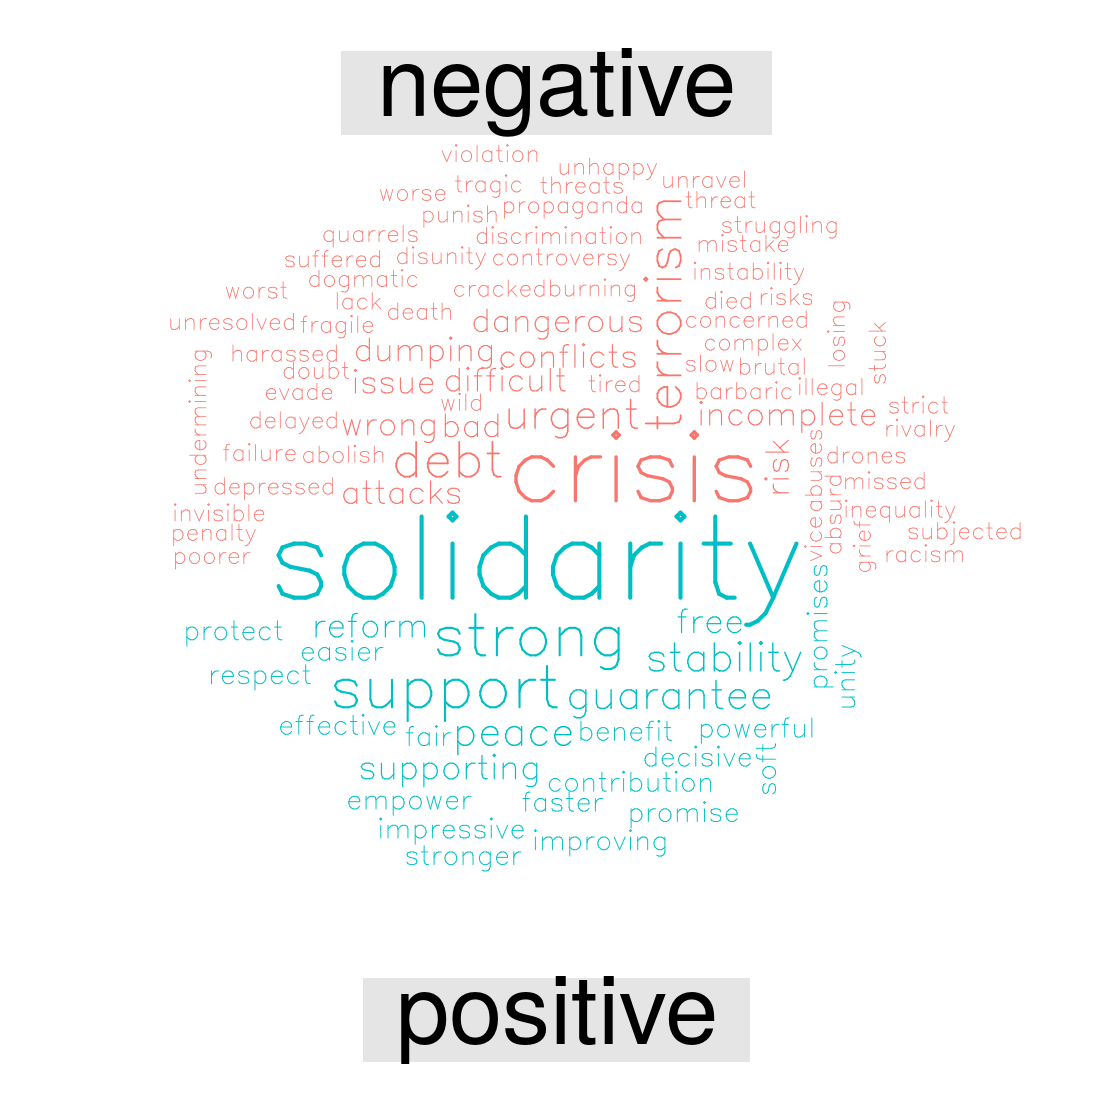 negative
violation
unhappy
worse tragic threats unravel
punish propaganda threat
quarrels discrimination struggling
suffered disunity controversy mistake
dogmatic terrorism instability
worst lack death cracked burning died risks
unresolved fragile dangerous concerned losing
harassed dumping conflicts complex stuck
doubt issue difficult tired slow brutal
undermining evade wild barbaric illegal
delayed wrong bad urgent incomplete strict
rivalry
failure abolish debt crisis risk abuses drones
depressed attacks absurd missed
invisible vice inequality
penalty grief subjected
poorer racism
solidarity
protect reform strong free promises
easier stability unity
respect support guarantee
effective fair peace benefit powerful
supporting decisive soft
contribution
empower faster promise
impressive improving
stronger
positive